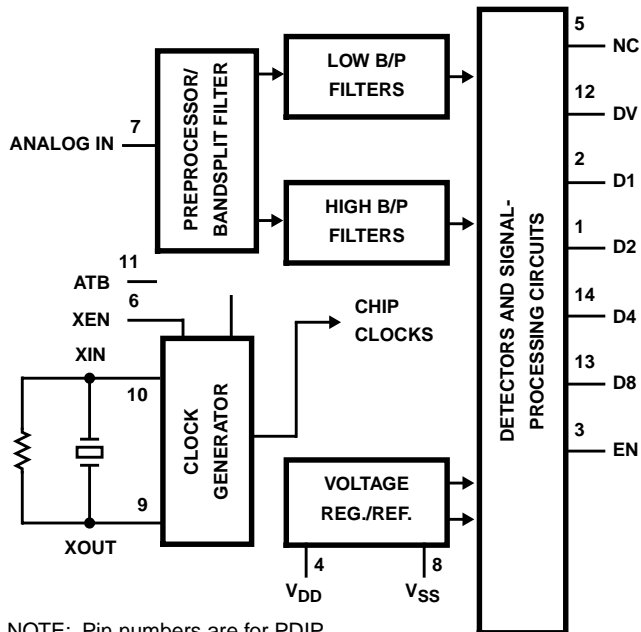 ANALOG IN
7
PREPROCESSOR/
BANDSPLIT FILTER
LOW B/P
FILTERS
HIGH B/P
FILTERS
DETECTORS AND SIGNAL-
PROCESSING CIRCUITS
5
NC
12
DV
2
D1
1
D2
14
D4
13
D8
3
EN
11
ATB
6
XEN
XIN
10
9
XOUT
CLOCK
GENERATOR
CHIP
CLOCKS
VOLTAGE
REG./REF.
4
VDD
8
VSS
NOTE: Pin numbers are for PDIP